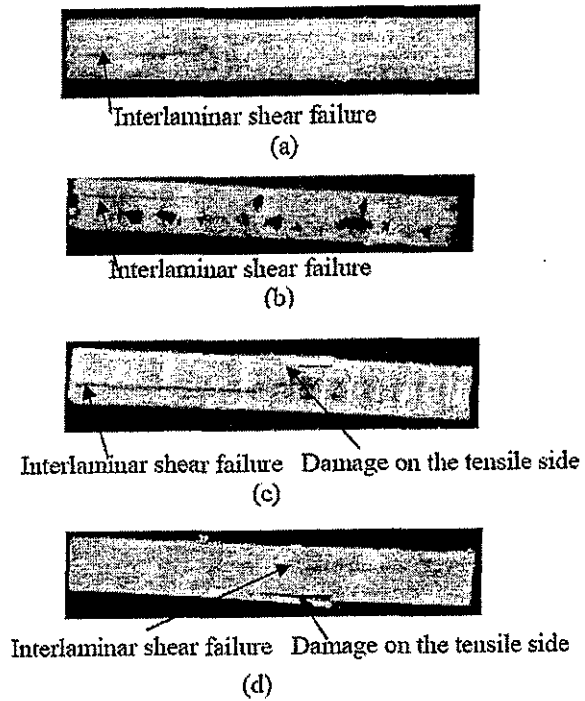 Interlaminar shear failure
(a)
Interlaminar shear failure
(b)
Interlaminar shear failure Damage on the tensile side
(c)
Interlaminar shear failure Damage on the tensile side
(d)